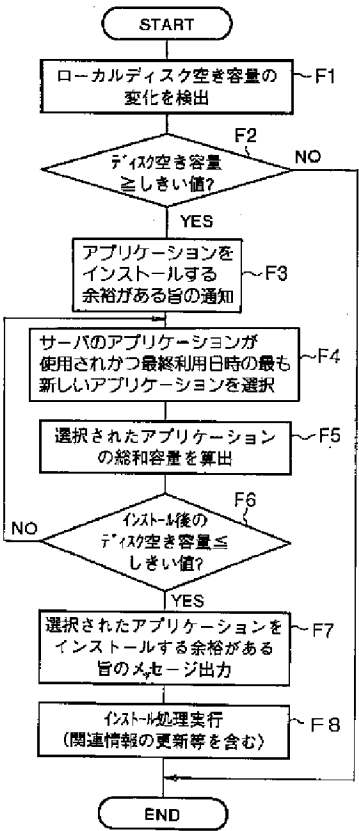 START
ローカルディスク空き容量の
変化を検出
F1
F2
ディスク空き容量
≧しきい値?
NO
YES
アプリケーションを
インストールする
余裕がある旨の通知
F3
サーバのアプリケーションが
使用されかつ最終利用日時の最も
新しいアプリケーションを選択
F4
選択されたアプリケーション
の総和容量を算出
F5
F6
インストール後の
ディスク空き容量≦
しきい値?
NO
YES
選択されたアプリケーションを
インストールする余裕がある
旨のメッセージ出力
F7
インストール処理実行
(関連情報の更新等を含む)
F8
END